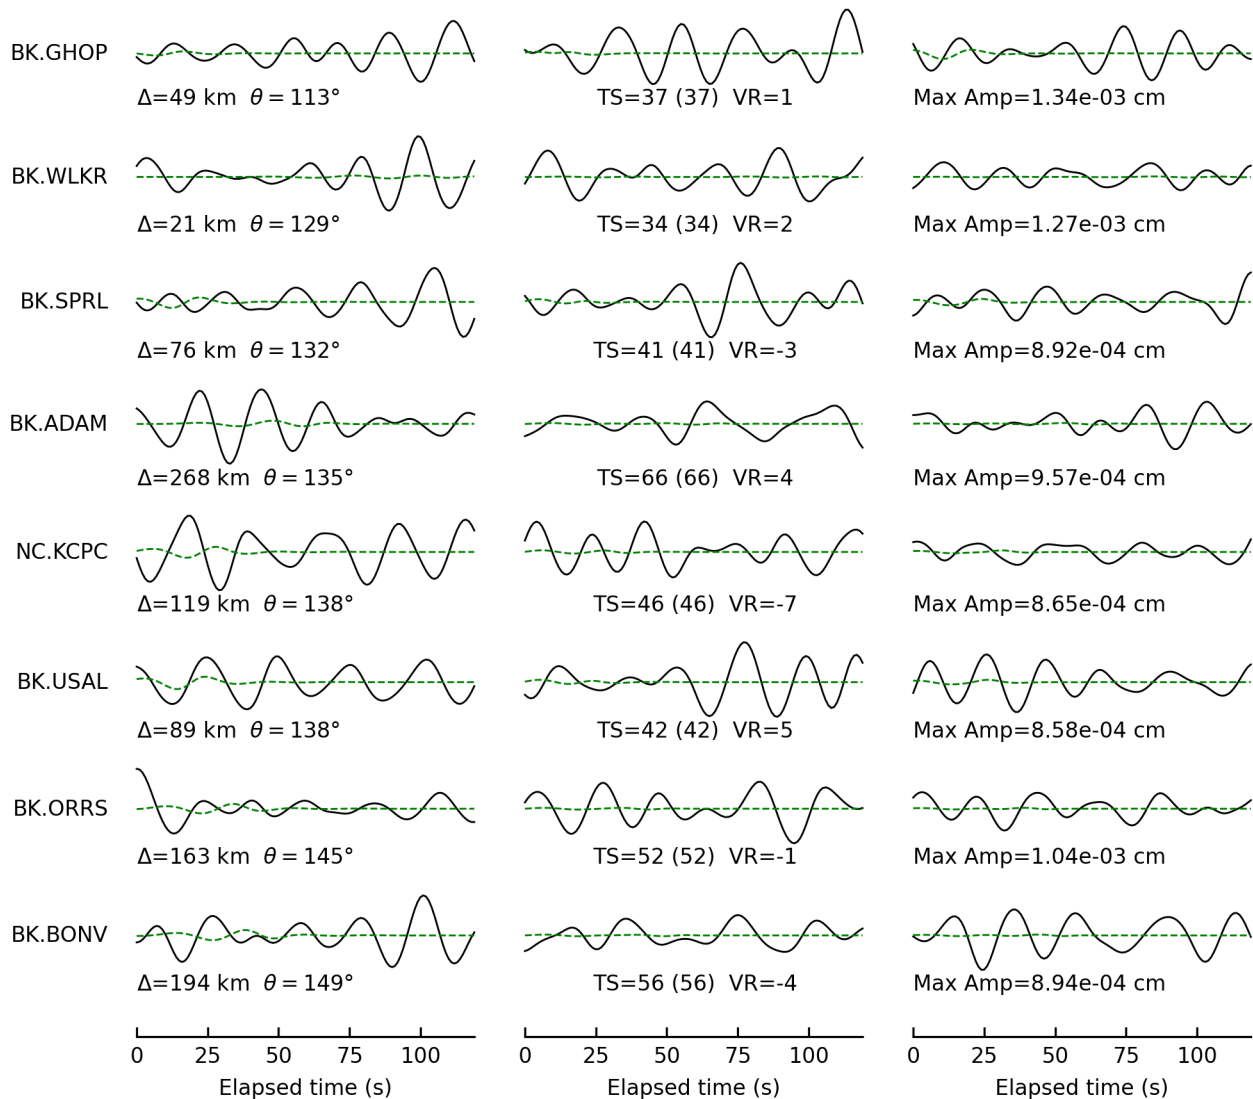 BK.GHOP
Δ=49 km θ = 113° TS=37 (37) VR=1 Max Amp=1.34e-03 cm
BK.WLKR
Δ=21 km θ = 129° TS=34 (34) VR=2 Max Amp=1.27e-03 cm
BK.SPRL
Δ=76 km θ = 132° TS=41 (41) VR=-3 Max Amp=8.92e-04 cm
BK.ADAM
Δ=268 km θ = 135° TS=66 (66) VR=4 Max Amp=9.57e-04 cm
NC.KCPC
Δ=119 km θ = 138° TS=46 (46) VR=-7 Max Amp=8.65e-04 cm
BK.USAL
Δ=89 km θ = 138° TS=42 (42) VR=5 Max Amp=8.58e-04 cm
BK.ORRS
Δ=163 km θ = 145° TS=52 (52) VR=-1 Max Amp=1.04e-03 cm
BK.BONV
Δ=194 km θ = 149° TS=56 (56) VR=-4 Max Amp=8.94e-04 cm
0 25 50 75 100 0 25 50 75 100 0 25 50 75 100
Elapsed time (s) Elapsed time (s) Elapsed time (s)